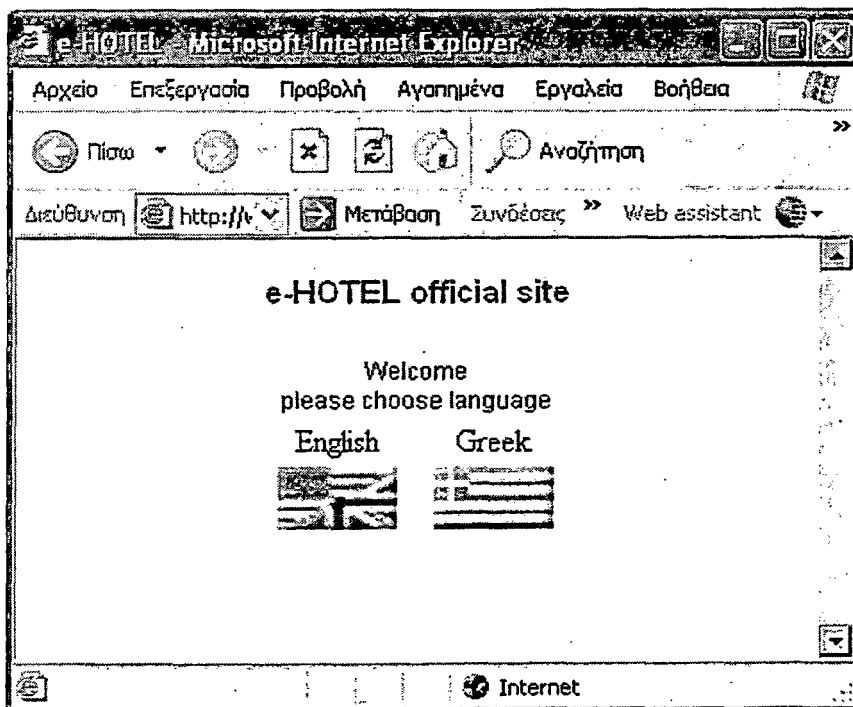 e-HOTEL - Microsoft Internet Explorer
Αρχείο Επεξεργασία Προβολή Αγαπημένα Εργαλεία Βοήθεια
Πίσω Αναζήτηση »
Διεύθυνση http://v Μετάβαση Συνδέσεις » Web assistant
e-HOTEL official site
Welcome
please choose language
English Greek
Internet